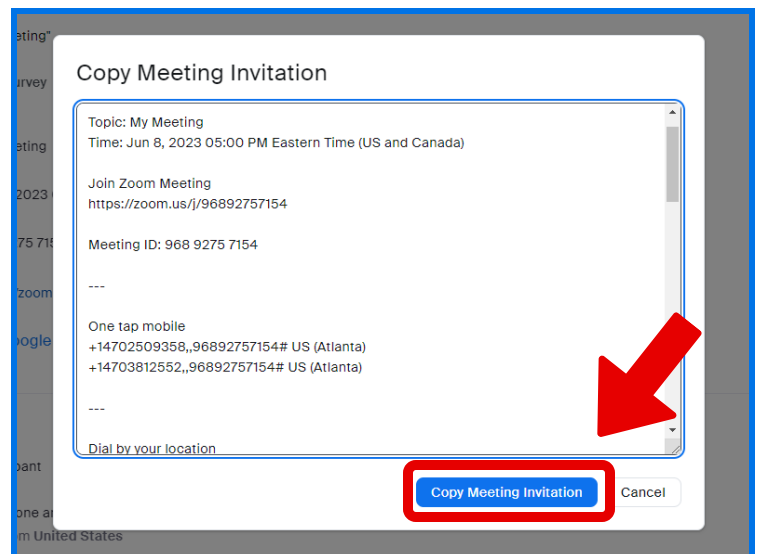 Copy Meeting Invitation
Topic: My Meeting
Time: Jun 8, 2023 05:00 PM Eastern Time (US and Canada)
Join Zoom Meeting
https://zoom.us/j/96892757154
Meeting ID: 968 9275 7154
---
One tap mobile
+14702509358,,96892757154# US (Atlanta)
+14703812552,,96892757154# US (Atlanta)
---
Dial by your location
Copy Meeting Invitation
Cancel
United States